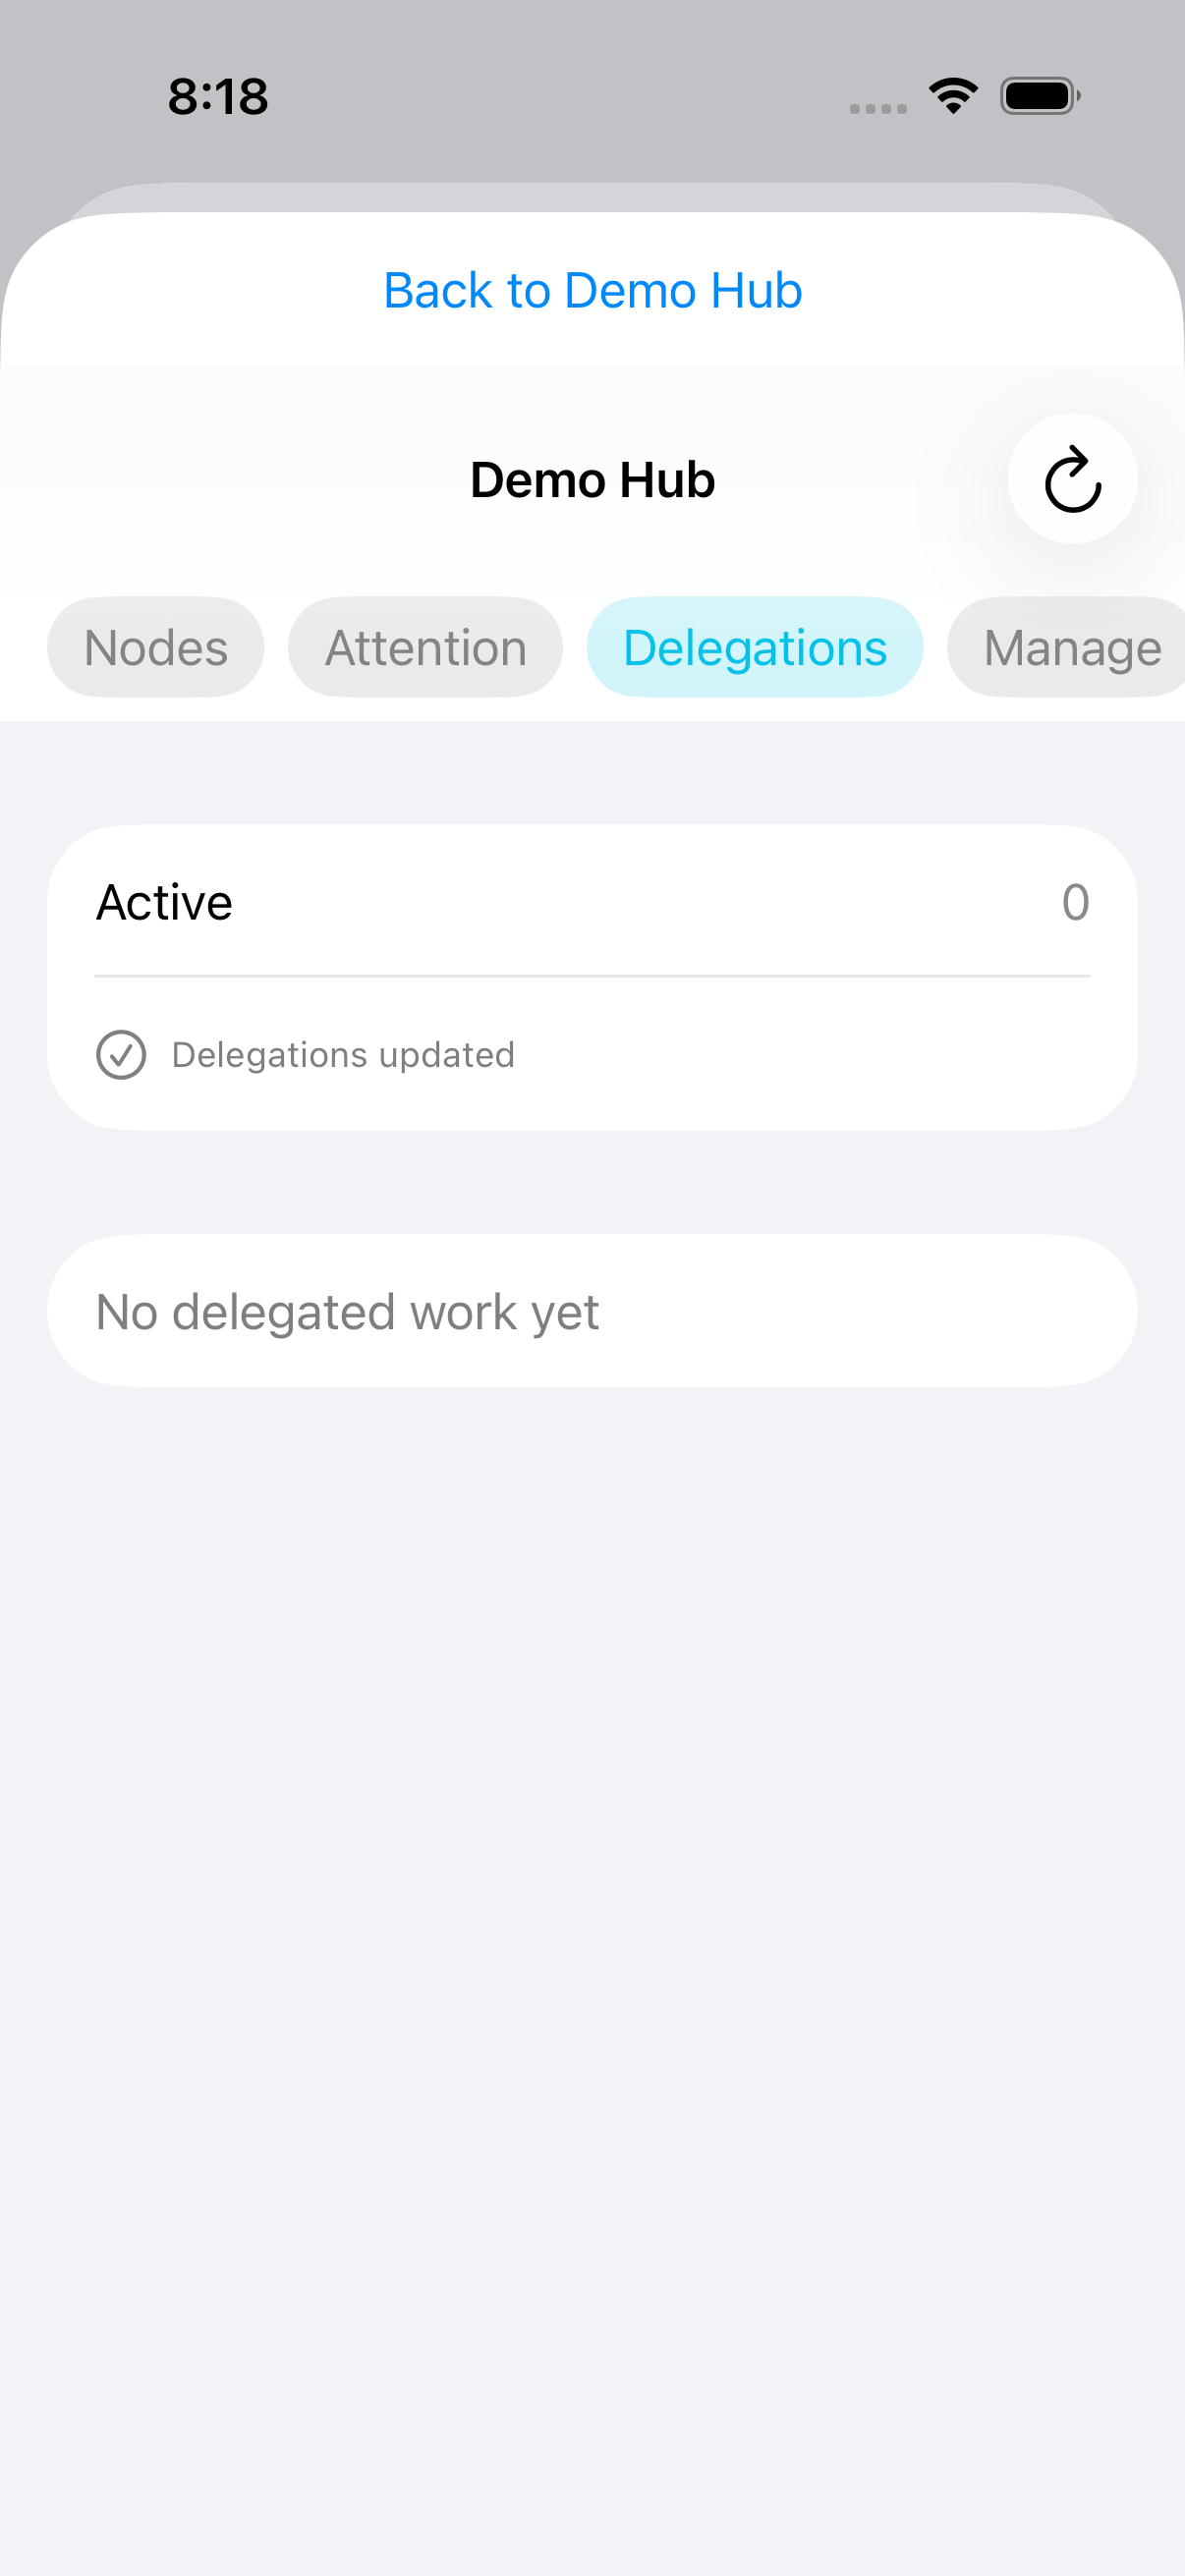 8:18
Back to Demo Hub
Demo Hub
Nodes Attention Delegations Manage
Active 0
Delegations updated
No delegated work yet